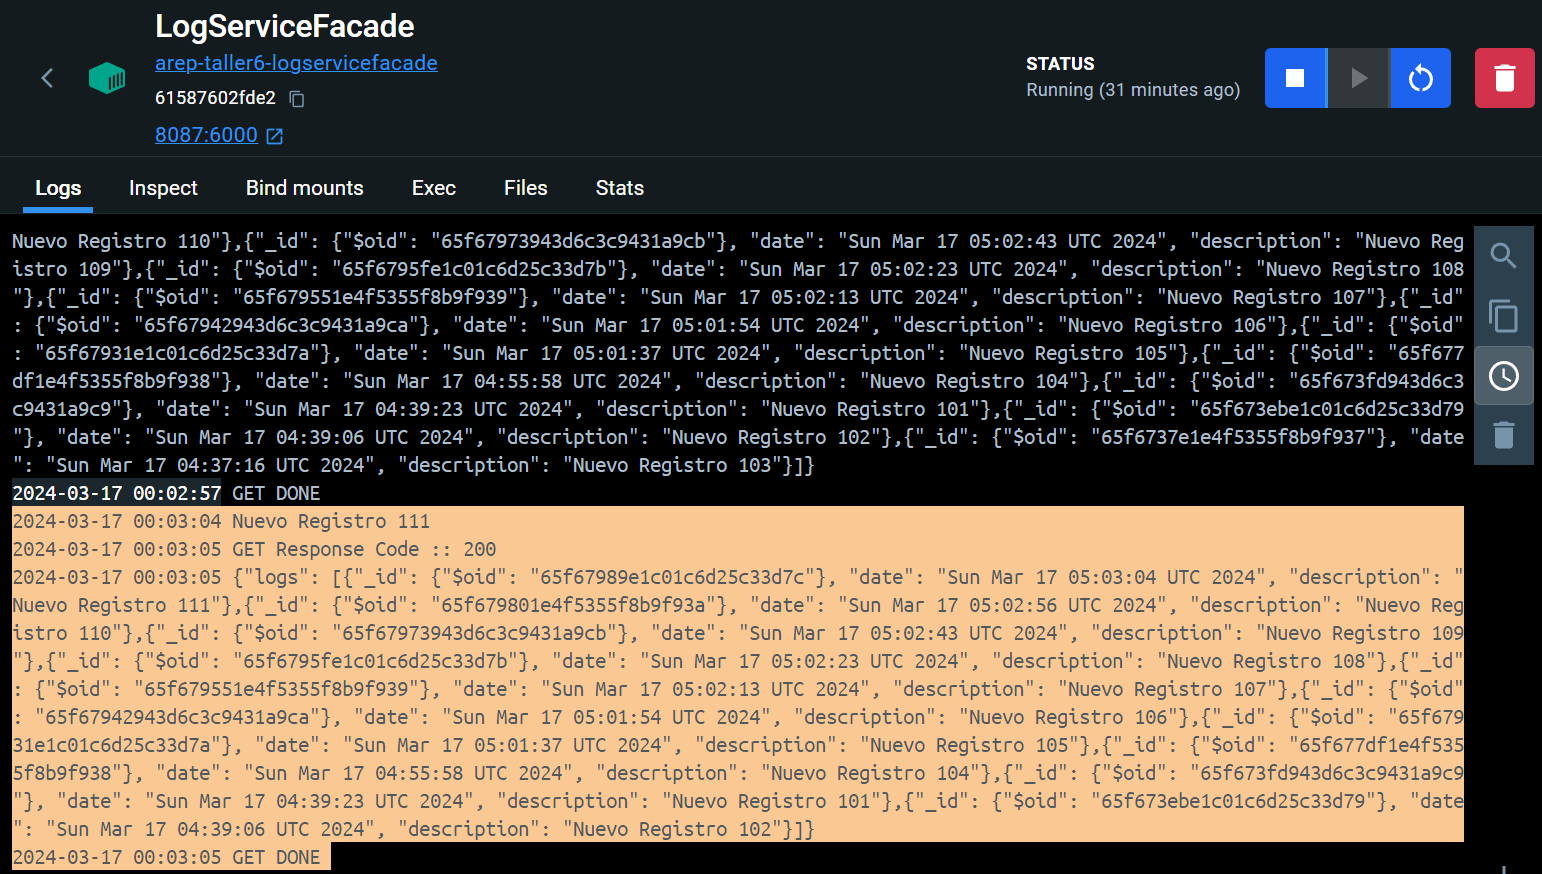 LogServiceFacade
arep-taller6-logservicefacade
61587602fde2
8087:6000
STATUS
Running (31 minutes ago)
Logs Inspect Bind mounts Exec Files Stats
Nuevo Registro 110"},{"_id": {"$oid": "65f67973943d6c3c9431a9cb"}, "date": "Sun Mar 17 05:02:43 UTC 2024", "description": "Nuevo Reg
istro 109"},{"_id": {"$oid": "65f6795fe1c01c6d25c33d7b"}, "date": "Sun Mar 17 05:02:23 UTC 2024", "description": "Nuevo Registro 108
"},{"_id": {"$oid": "65f679551e4f5355f8b9f939"}, "date": "Sun Mar 17 05:02:13 UTC 2024", "description": "Nuevo Registro 107"},{"_id"
: {"$oid": "65f67942943d6c3c9431a9ca"}, "date": "Sun Mar 17 05:01:54 UTC 2024", "description": "Nuevo Registro 106"},{"_id": {"$oid"
: "65f67931e1c01c6d25c33d7a"}, "date": "Sun Mar 17 05:01:37 UTC 2024", "description": "Nuevo Registro 105"},{"_id": {"$oid": "65f677
df1e4f5355f8b9f938"}, "date": "Sun Mar 17 04:55:58 UTC 2024", "description": "Nuevo Registro 104"},{"_id": {"$oid": "65f673fd943d6c3
c9431a9c9"}, "date": "Sun Mar 17 04:39:23 UTC 2024", "description": "Nuevo Registro 101"},{"_id": {"$oid": "65f673ebe1c01c6d25c33d79
"}, "date": "Sun Mar 17 04:39:06 UTC 2024", "description": "Nuevo Registro 102"},{"_id": {"$oid": "65f6737e1e4f5355f8b9f937"}, "date
": "Sun Mar 17 04:37:16 UTC 2024", "description": "Nuevo Registro 103"}]}
2024-03-17 00:02:57 GET DONE
2024-03-17 00:03:04 Nuevo Registro 111
2024-03-17 00:03:05 GET Response Code :: 200
2024-03-17 00:03:05 {"logs": [{"_id": {"$oid": "65f67989e1c01c6d25c33d7c"}, "date": "Sun Mar 17 05:03:04 UTC 2024", "description": "
Nuevo Registro 111"},{"_id": {"$oid": "65f679801e4f5355f8b9f93a"}, "date": "Sun Mar 17 05:02:56 UTC 2024", "description": "Nuevo Reg
istro 110"},{"_id": {"$oid": "65f67973943d6c3c9431a9cb"}, "date": "Sun Mar 17 05:02:43 UTC 2024", "description": "Nuevo Registro 109
"},{"_id": {"$oid": "65f6795fe1c01c6d25c33d7b"}, "date": "Sun Mar 17 05:02:23 UTC 2024", "description": "Nuevo Registro 108"},{"_id"
: {"$oid": "65f679551e4f5355f8b9f939"}, "date": "Sun Mar 17 05:02:13 UTC 2024", "description": "Nuevo Registro 107"},{"_id": {"$oid"
: "65f67942943d6c3c9431a9ca"}, "date": "Sun Mar 17 05:01:54 UTC 2024", "description": "Nuevo Registro 106"},{"_id": {"$oid": "65f679
31e1c01c6d25c33d7a"}, "date": "Sun Mar 17 05:01:37 UTC 2024", "description": "Nuevo Registro 105"},{"_id": {"$oid": "65f677df1e4f535
5f8b9f938"}, "date": "Sun Mar 17 04:55:58 UTC 2024", "description": "Nuevo Registro 104"},{"_id": {"$oid": "65f673fd943d6c3c9431a9c9
"}, "date": "Sun Mar 17 04:39:23 UTC 2024", "description": "Nuevo Registro 101"},{"_id": {"$oid": "65f673ebe1c01c6d25c33d79"}, "date
": "Sun Mar 17 04:39:06 UTC 2024", "description": "Nuevo Registro 102"}]}
2024-03-17 00:03:05 GET DONE